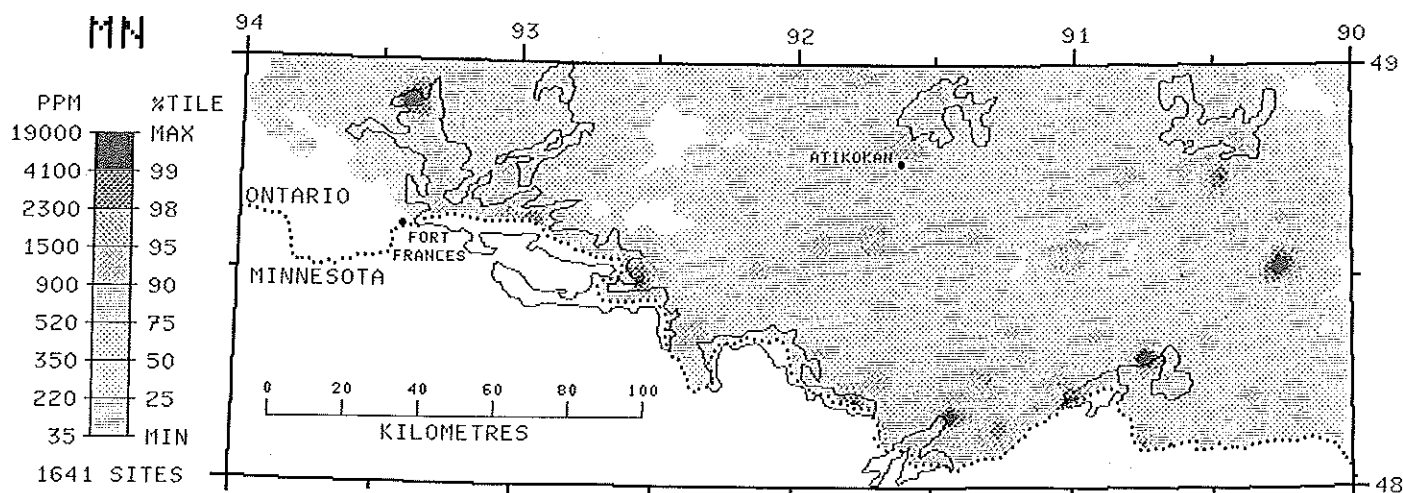 MN
94 93 92 91 90
49
PPM %TILE
19000 MAX
4100 99
2300 98
1500 95
900 90
520 75
350 50
220 25
35 MIN
1641 SITES
ATIKOKAN
ONTARIO
FORT
FRANCES
MINNESOTA
0 20 40 60 80 100
KILOMETRES
48